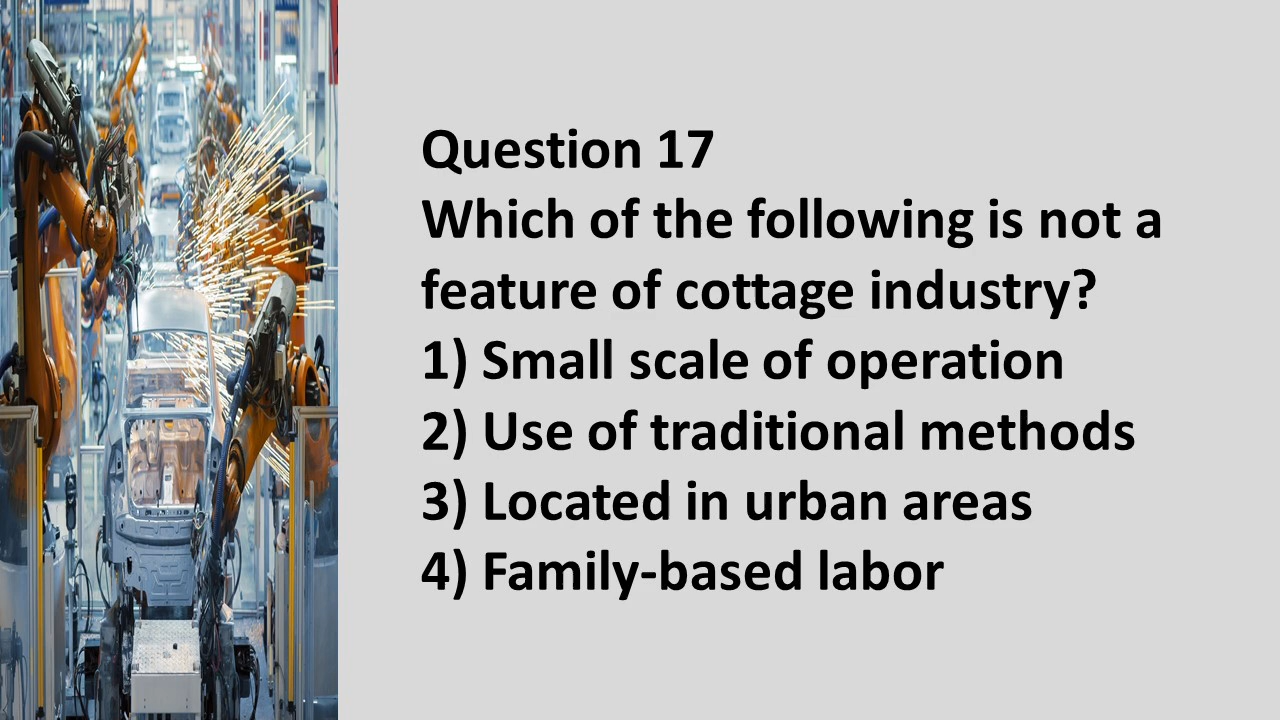 Question 17
Which of the following is not a
feature of cottage industry?
1) Small scale of operation
2) Use of traditional methods
3) Located in urban areas
4) Family-based labor